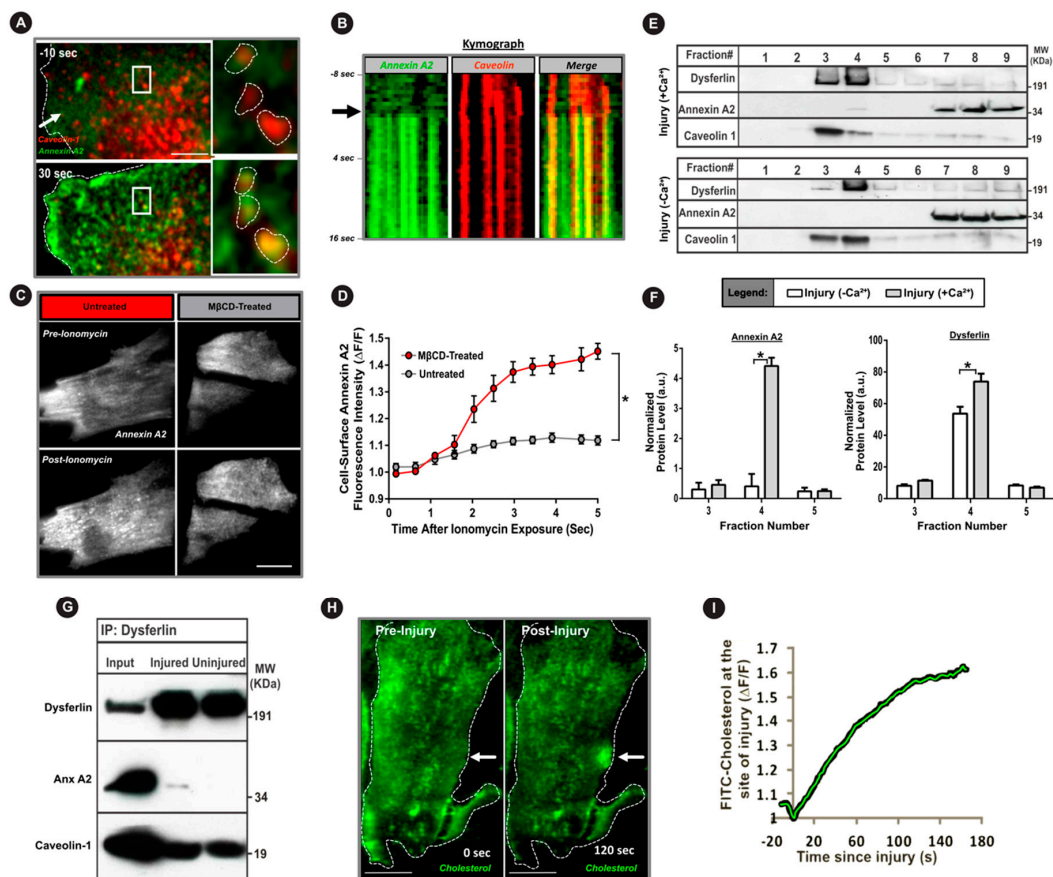 A
-10 sec
Caveolin-1
Annexin A2
30 sec
B
Kymograph
Annexin A2 Caveolin Merge
-8 sec
4 sec
16 sec
C
Untreated MβCD-Treated
Pre-Ionomycin
Annexin A2
Post-Ionomycin
D
Cell-Surface Annexin A2
Fluorescence Intensity (ΔF/F)
1.5
1.4
1.3
1.2
1.1
1.0
0.9
MβCD-Treated
Untreated
*
0 1 2 3 4 5
Time After Ionomycin Exposure (Sec)
E
Injury (+Ca²⁺)
Fraction# 1 2 3 4 5 6 7 8 9 MW
(KDa)
Dysferlin -191
Annexin A2 -34
Caveolin 1 -19
Injury (-Ca²⁺)
Fraction# 1 2 3 4 5 6 7 8 9
Dysferlin -191
Annexin A2 -34
Caveolin 1 -19
F
Legend: Injury (-Ca²⁺) Injury (+Ca²⁺)
Annexin A2
Normalized
Protein Level (a.u.)
5
4
3
2
1
0
*
3 4 5
Fraction Number
Dysferlin
Normalized
Protein Level (a.u.)
100
80
60
40
20
0
*
3 4 5
Fraction Number
G
IP: Dysferlin
Input Injured Uninjured MW
(KDa)
Dysferlin -191
Anx A2 -34
Caveolin-1 -19
H
Pre-Injury
0 sec
Cholesterol
Post-Injury
120 sec
Cholesterol
I
FITC-Cholesterol at the
site of injury (ΔF/F)
1.7
1.6
1.5
1.4
1.3
1.2
1.1
1
-20 20 60 100 140 180
Time since injury (s)